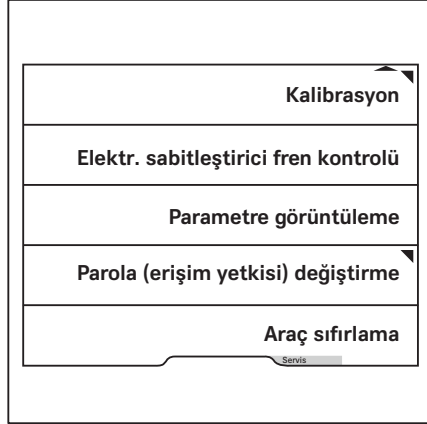 Kalibrasyon
Elektr. sabitleştirici fren kontrolü
Parametre görüntüleme
Parola (erişim yetkisi) değiştirme
Araç sıfırlama
Servis